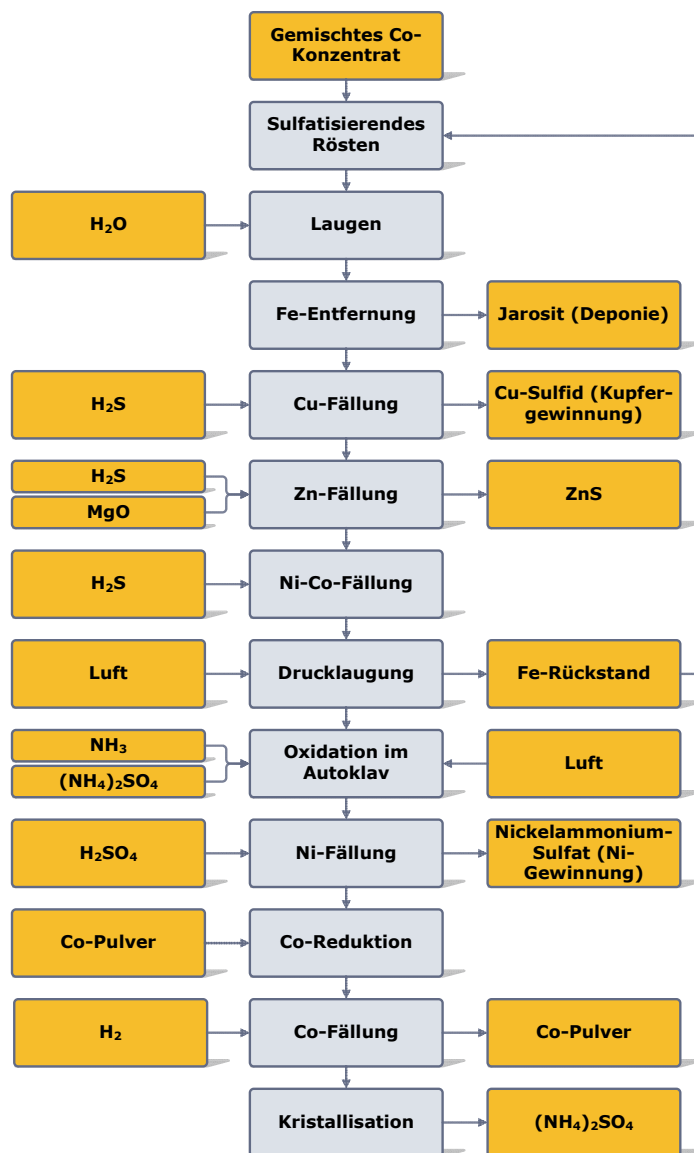 Gemischtes Co-
Konzentrat
Sulfatisierendes
Rösten
H₂O
Laugen
Fe-Entfernung
Jarosit (Deponie)
H₂S
Cu-Fällung
Cu-Sulfid (Kupfer-
gewinnung)
H₂S
MgO
Zn-Fällung
ZnS
H₂S
Ni-Co-Fällung
Luft
Drucklaugung
Fe-Rückstand
NH₃
(NH₄)₂SO₄
Oxidation im
Autoklav
Luft
H₂SO₄
Ni-Fällung
Nickelammonium-
Sulfat (Ni-
Gewinnung)
Co-Pulver
Co-Reduktion
H₂
Co-Fällung
Co-Pulver
Kristallisation
(NH₄)₂SO₄